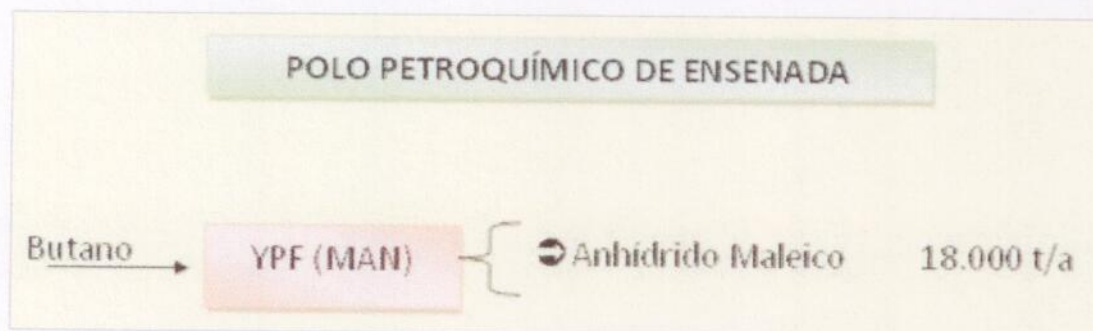 POLO PETROQUÍMICO DE ENSENADA
Butano YPF (MAN) Anhídrido Maleico 18.000 t/a